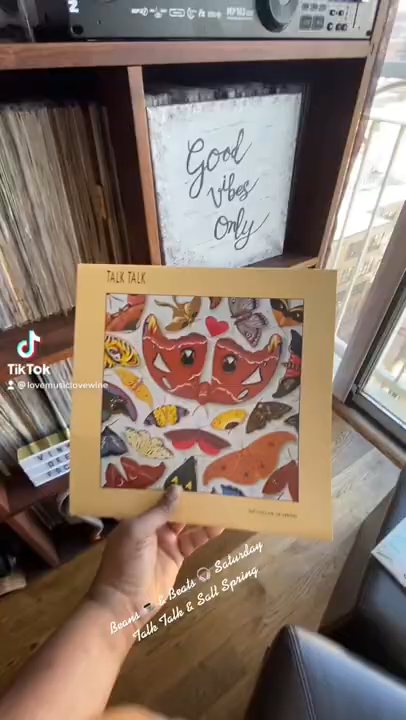 Good
Vibes
Only
TALK TALK
TikTok
@lovemusiclovewine
Beans & Beats Saturday
Talk Talk & Salt Spring